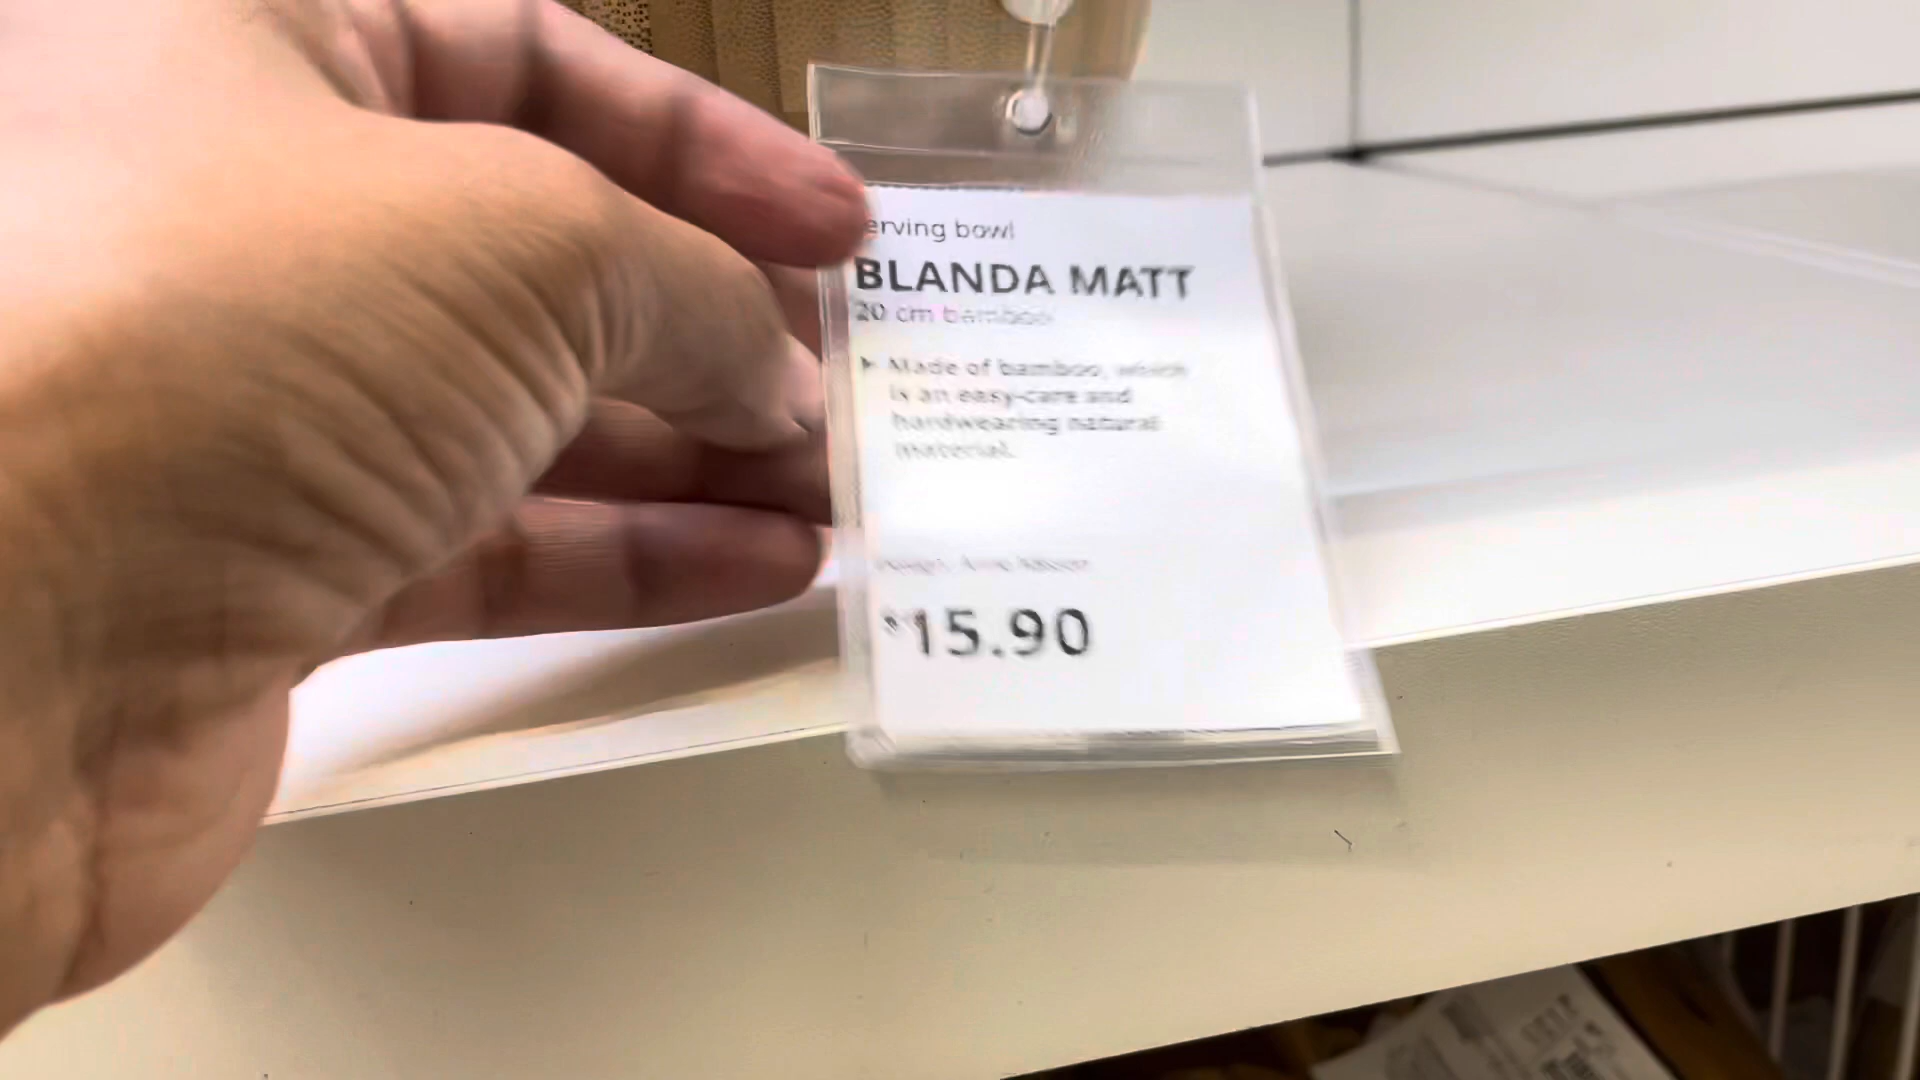 erving bowl
BLANDA MATT
20 cm bamboo
▸ Made of bamboo, which
is an easy-care and
hardwearing natural
material.
$15.90